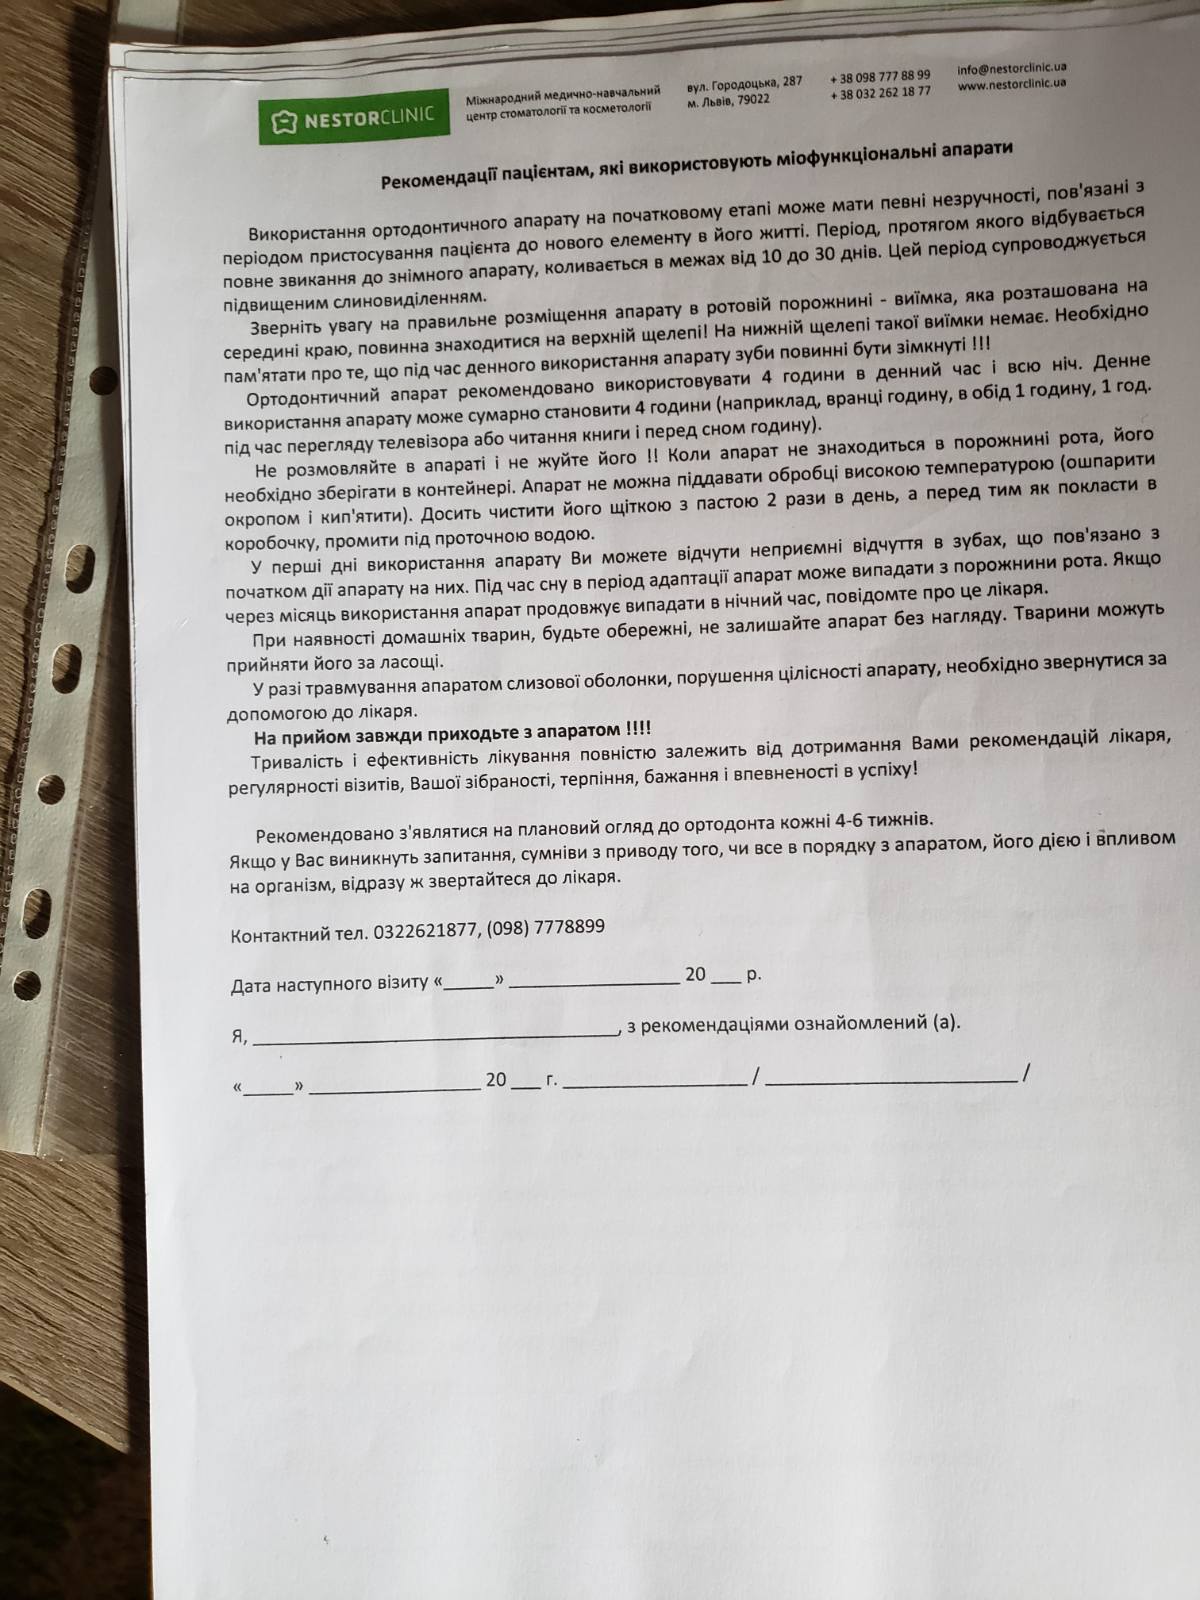 NESTORCLINIC
Міжнародний медично-навчальний
центр стоматології та косметології
вул. Городоцька, 287
м. Львів, 79022
+ 38 098 777 88 99
+ 38 032 262 18 77
info@nestorclinic.ua
www.nestorclinic.ua
Рекомендації пацієнтам, які використовують міофункціональні апарати
Використання ортодонтичного апарату на початковому етапі може мати певні незручності, пов'язані з
періодом пристосування пацієнта до нового елементу в його житті. Період, протягом якого відбувається
повне звикання до знімного апарату, коливається в межах від 10 до 30 днів. Цей період супроводжується
підвищеним слиновиділенням.
Зверніть увагу на правильне розміщення апарату в ротовій порожнині - виїмка, яка розташована на
середині краю, повинна знаходитися на верхній щелепі! На нижній щелепі такої виїмки немає. Необхідно
пам'ятати про те, що під час денного використання апарату зуби повинні бути зімкнуті !!!
Ортодонтичний апарат рекомендовано використовувати 4 години в денний час і всю ніч. Денне
використання апарату може сумарно становити 4 години (наприклад, вранці годину, в обід 1 годину, 1 год.
під час перегляду телевізора або читання книги і перед сном годину).
Не розмовляйте в апараті і не жуйте його !! Коли апарат не знаходиться в порожнині рота, його
необхідно зберігати в контейнері. Апарат не можна піддавати обробці високою температурою (ошпарити
окропом і кип'ятити). Досить чистити його щіткою з пастою 2 рази в день, а перед тим як покласти в
коробочку, промити під проточною водою.
У перші дні використання апарату Ви можете відчути неприємні відчуття в зубах, що пов'язано з
початком дії апарату на них. Під час сну в період адаптації апарат може випадати з порожнини рота. Якщо
через місяць використання апарат продовжує випадати в нічний час, повідомте про це лікаря.
При наявності домашніх тварин, будьте обережні, не залишайте апарат без нагляду. Тварини можуть
прийняти його за ласощі.
У разі травмування апаратом слизової оболонки, порушення цілісності апарату, необхідно звернутися за
допомогою до лікаря.
На прийом завжди приходьте з апаратом !!!!
Тривалість і ефективність лікування повністю залежить від дотримання Вами рекомендацій лікаря,
регулярності візитів, Вашої зібраності, терпіння, бажання і впевненості в успіху!
Рекомендовано з'являтися на плановий огляд до ортодонта кожні 4-6 тижнів.
Якщо у Вас виникнуть запитання, сумніви з приводу того, чи все в порядку з апаратом, його дією і впливом
на організм, відразу ж звертайтеся до лікаря.
Контактний тел. 0322621877, (098) 7778899
Дата наступного візиту «_____» _________________ 20 ___ р.
Я, _____________________________________, з рекомендаціями ознайомлений (а).
«_____» _________________ 20 ___ г. __________________ / _________________________ /